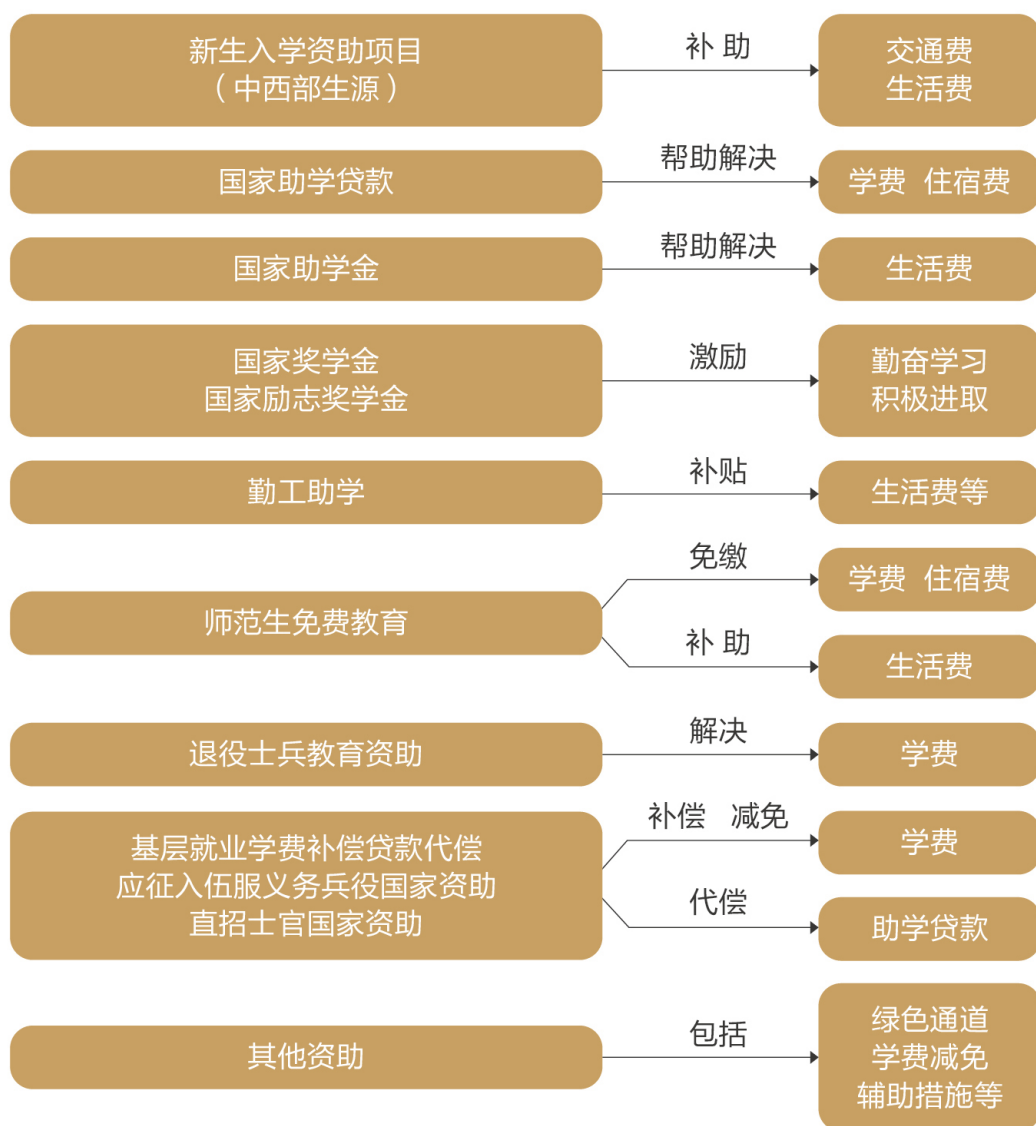 新生入学资助项目
（中西部生源）
补 助
交通费
生活费
国家助学贷款
帮助解决
学费 住宿费
国家助学金
帮助解决
生活费
国家奖学金
国家励志奖学金
激励
勤奋学习
积极进取
勤工助学
补贴
生活费等
师范生免费教育
免缴
学费 住宿费
补 助
生活费
退役士兵教育资助
解决
学费
基层就业学费补偿贷款代偿
应征入伍服义务兵役国家资助
直招士官国家资助
补偿 减免
学费
代偿
助学贷款
其他资助
包括
绿色通道
学费减免
辅助措施等